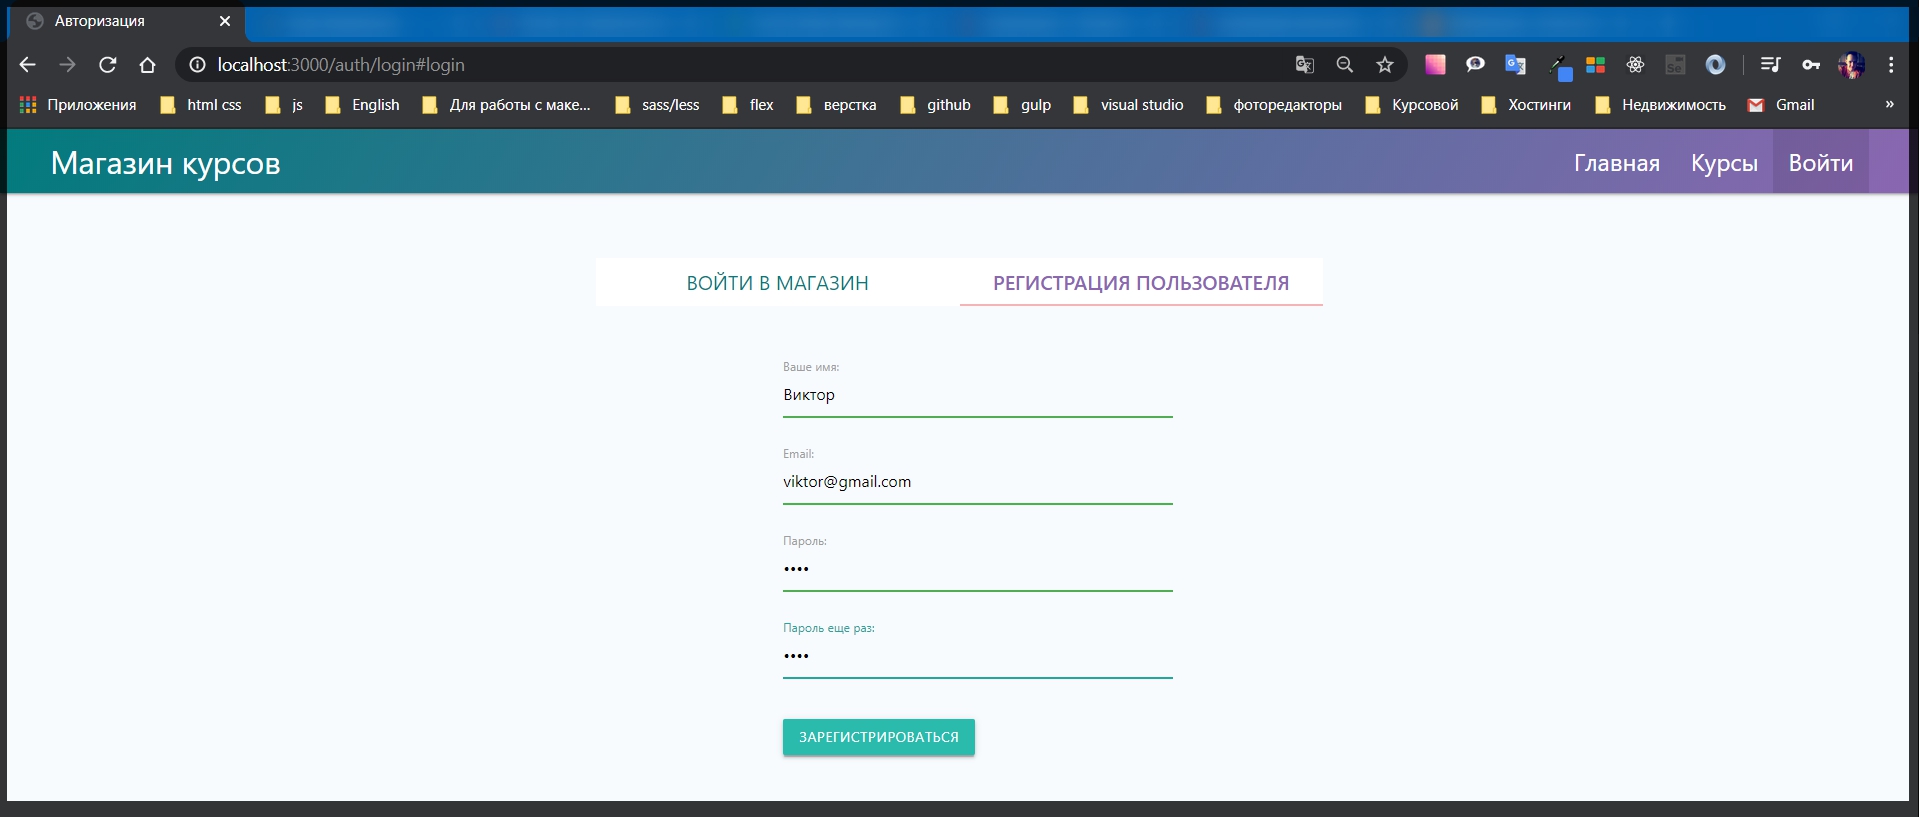 Авторизация
localhost:3000/auth/login#login
Приложения html css js English Для работы с маке... sass/less flex верстка github gulp visual studio фоторедакторы Курсовой Хостинги Недвижимость Gmail »
Магазин курсов Главная Курсы Войти
ВОЙТИ В МАГАЗИН РЕГИСТРАЦИЯ ПОЛЬЗОВАТЕЛЯ
Ваше имя:
Виктор
Email:
viktor@gmail.com
Пароль:
••••
Пароль еще раз:
••••
ЗАРЕГИСТРИРОВАТЬСЯ